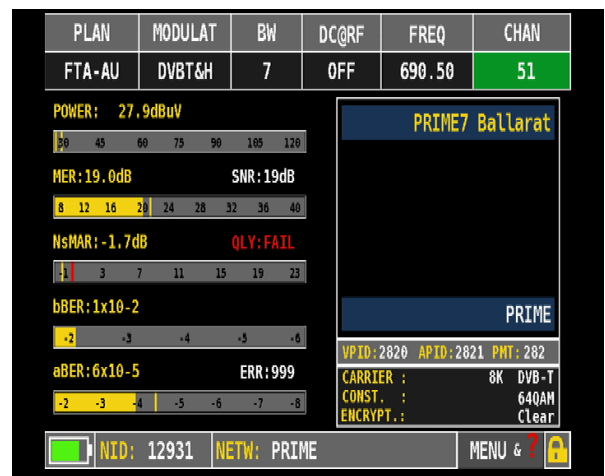 PLAN MODULAT BW DC@RF FREQ CHAN
FTA-AU DVBT&H 7 OFF 690.50 51
POWER: 27.9dBuV
30 45 60 75 90 105 120
PRIME7 Ballarat
MER:19.0dB SNR:19dB
8 12 16 20 24 28 32 36 40
NsMAR:-1.7dB QLY:FAIL
-1 3 7 11 15 19 23
bBER:1x10-2
-2 -3 -4 -5 -6
PRIME
VPID:2820 APID:2821 PMT:282
aBER:6x10-5 ERR:999
-2 -3 -4 -5 -6 -7 -8
CARRIER : 8K DVB-T
CONST. : 64QAM
ENCRYPT.: Clear
NID: 12931 NETW: PRIME MENU & ?